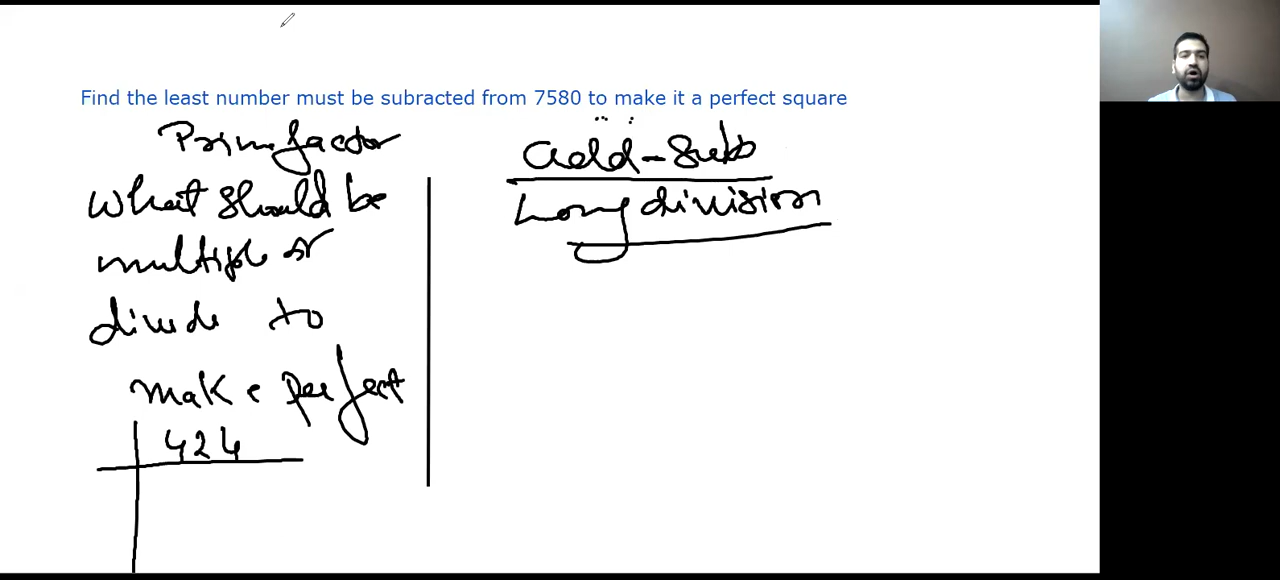 Find the least number must be subracted from 7580 to make it a perfect square
Prime factor
What should be
multiple or
divide to
make perfect
424
add-sub
Long division